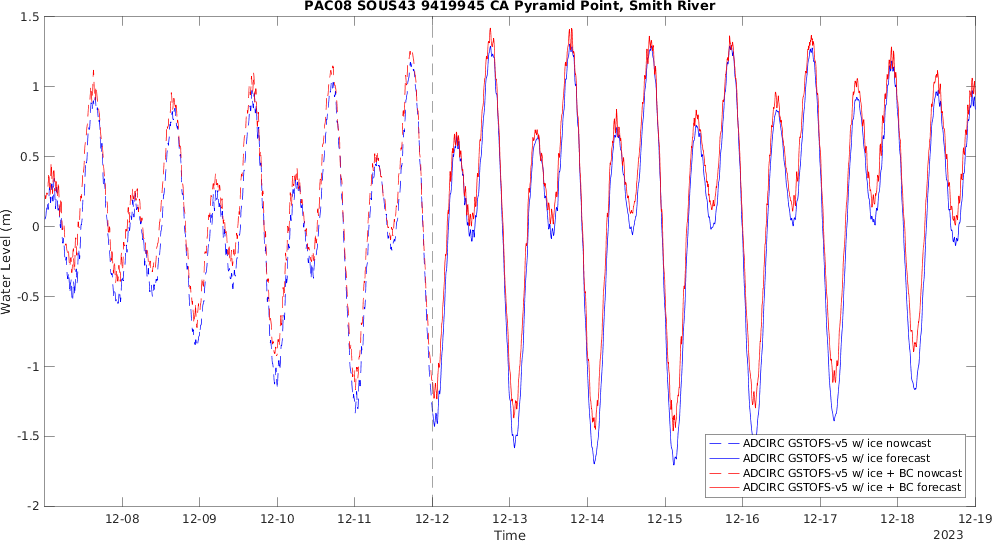 PAC08 SOUS43 9419945 CA Pyramid Point, Smith River
Water Level (m)
1.5
1
0.5
0
-0.5
-1
-1.5
-2
ADCIRC GSTOFS-v5 w/ ice nowcast
ADCIRC GSTOFS-v5 w/ ice forecast
ADCIRC GSTOFS-v5 w/ ice + BC nowcast
ADCIRC GSTOFS-v5 w/ ice + BC forecast
12-08 12-09 12-10 12-11 12-12 12-13 12-14 12-15 12-16 12-17 12-18 12-19
Time
2023